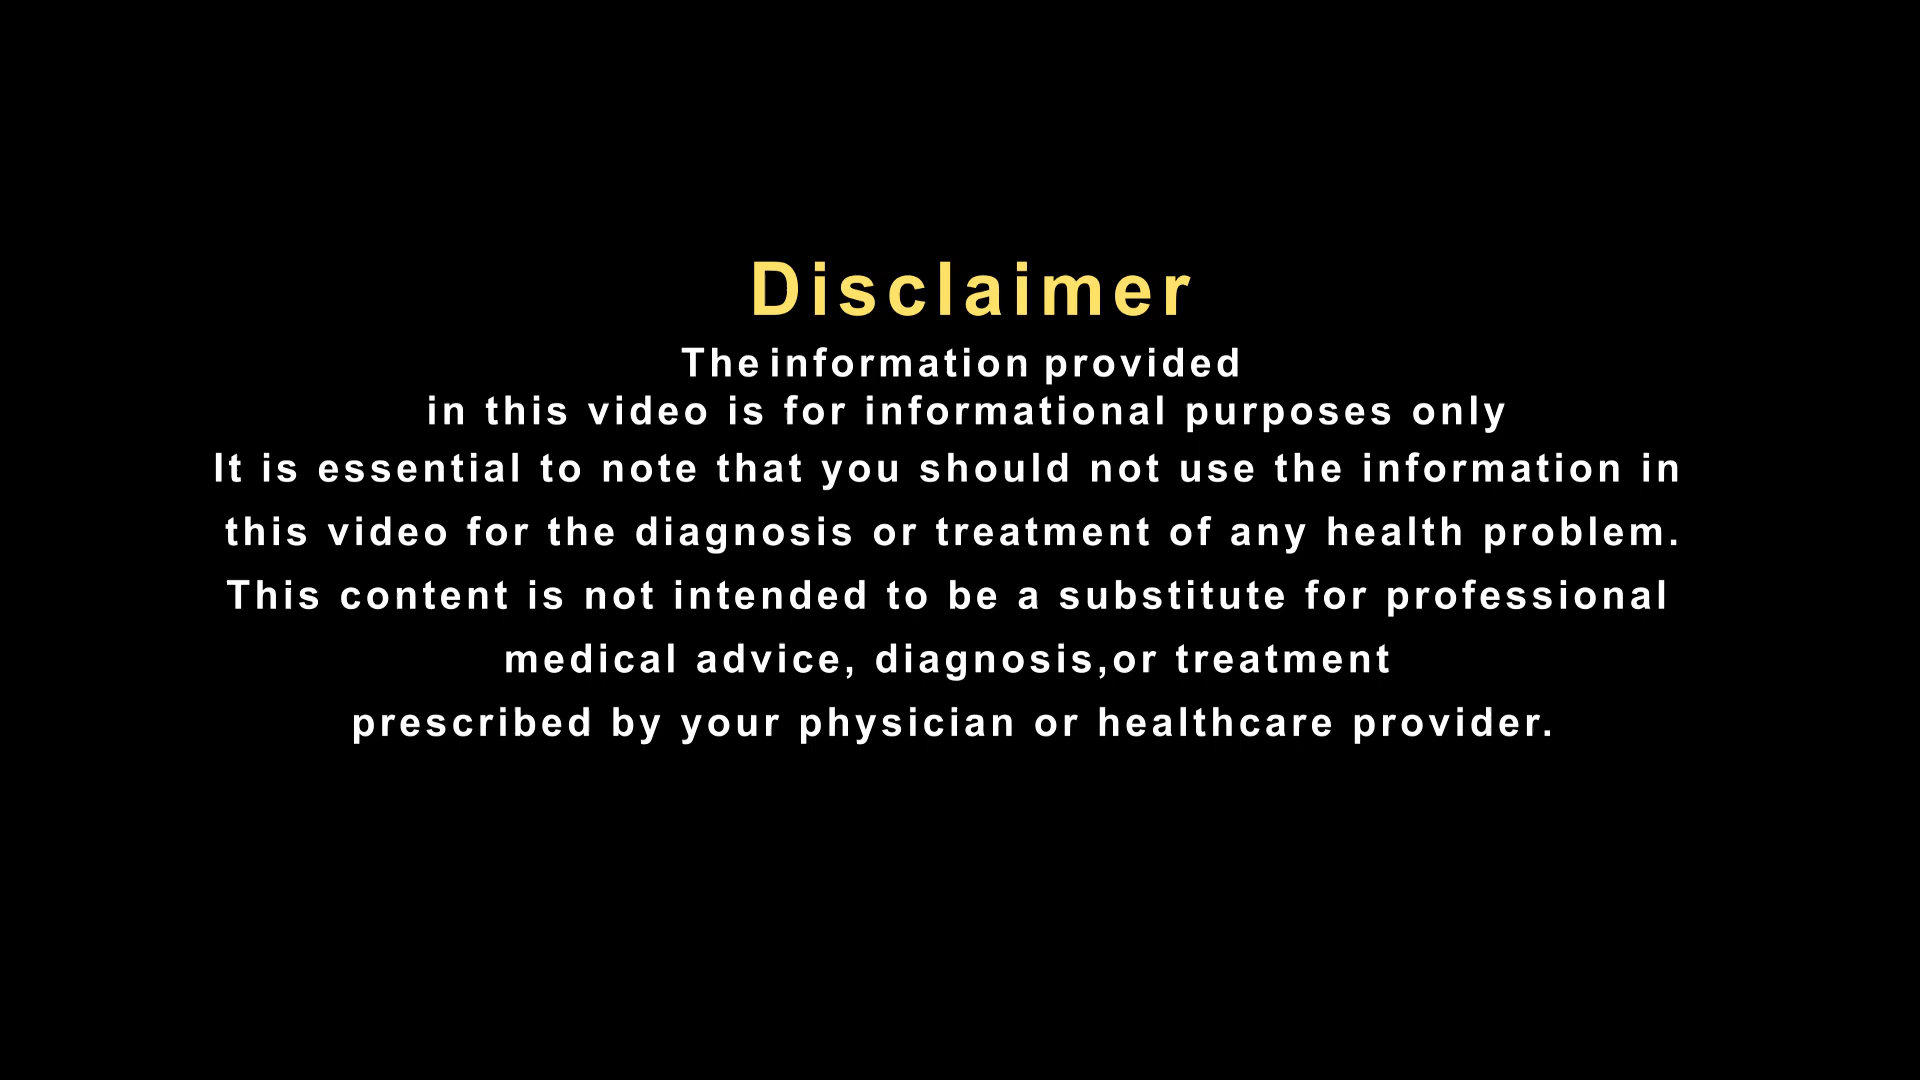 Disclaimer
The information provided
in this video is for informational purposes only
It is essential to note that you should not use the information in
this video for the diagnosis or treatment of any health problem.
This content is not intended to be a substitute for professional
medical advice, diagnosis,or treatment
prescribed by your physician or healthcare provider.